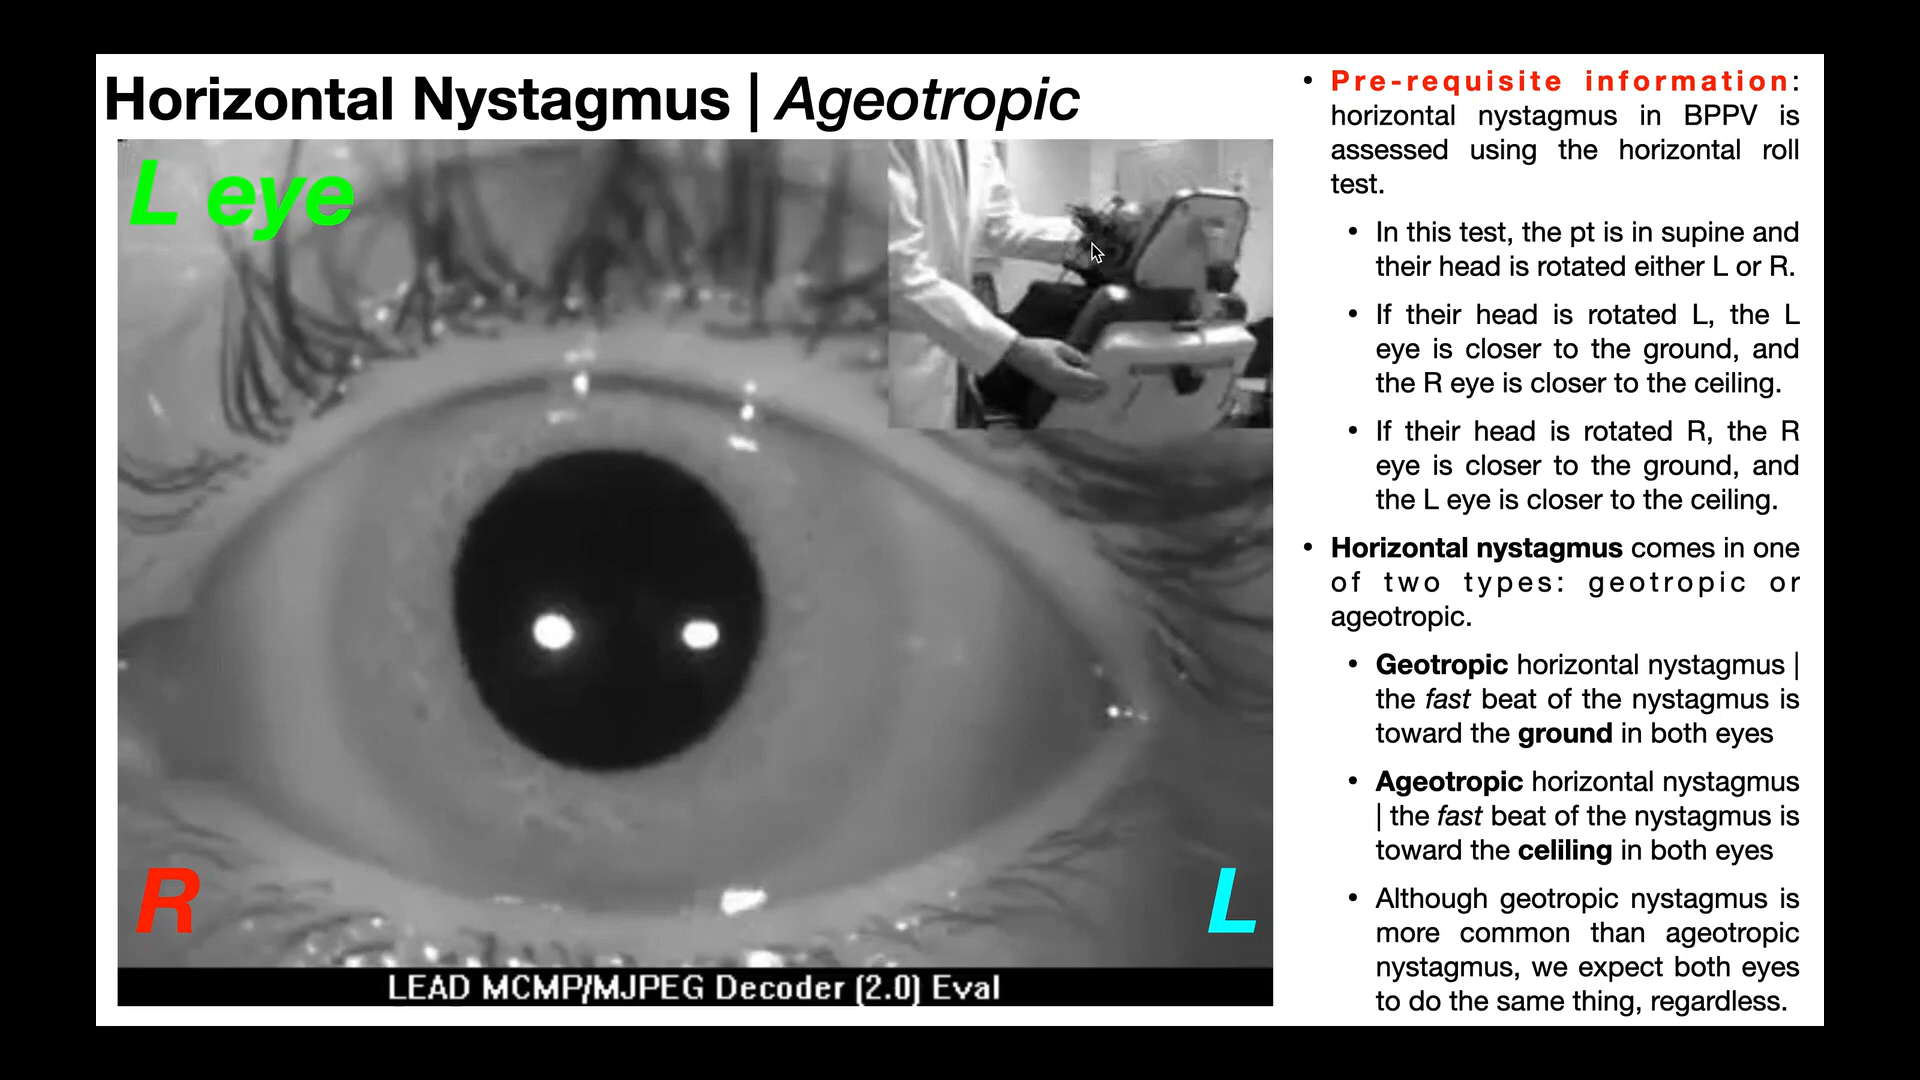 Horizontal Nystagmus | Ageotropic
L eye
R
L
LEAD MCMP/MJPEG Decoder (2.0) Eval
• Pre-requisite information:
horizontal nystagmus in BPPV is
assessed using the horizontal roll
test.
• In this test, the pt is in supine and
their head is rotated either L or R.
• If their head is rotated L, the L
eye is closer to the ground, and
the R eye is closer to the ceiling.
• If their head is rotated R, the R
eye is closer to the ground, and
the L eye is closer to the ceiling.
• Horizontal nystagmus comes in one
of two types: geotropic or
ageotropic.
• Geotropic horizontal nystagmus |
the fast beat of the nystagmus is
toward the ground in both eyes
• Ageotropic horizontal nystagmus
| the fast beat of the nystagmus is
toward the celiling in both eyes
• Although geotropic nystagmus is
more common than ageotropic
nystagmus, we expect both eyes
to do the same thing, regardless.